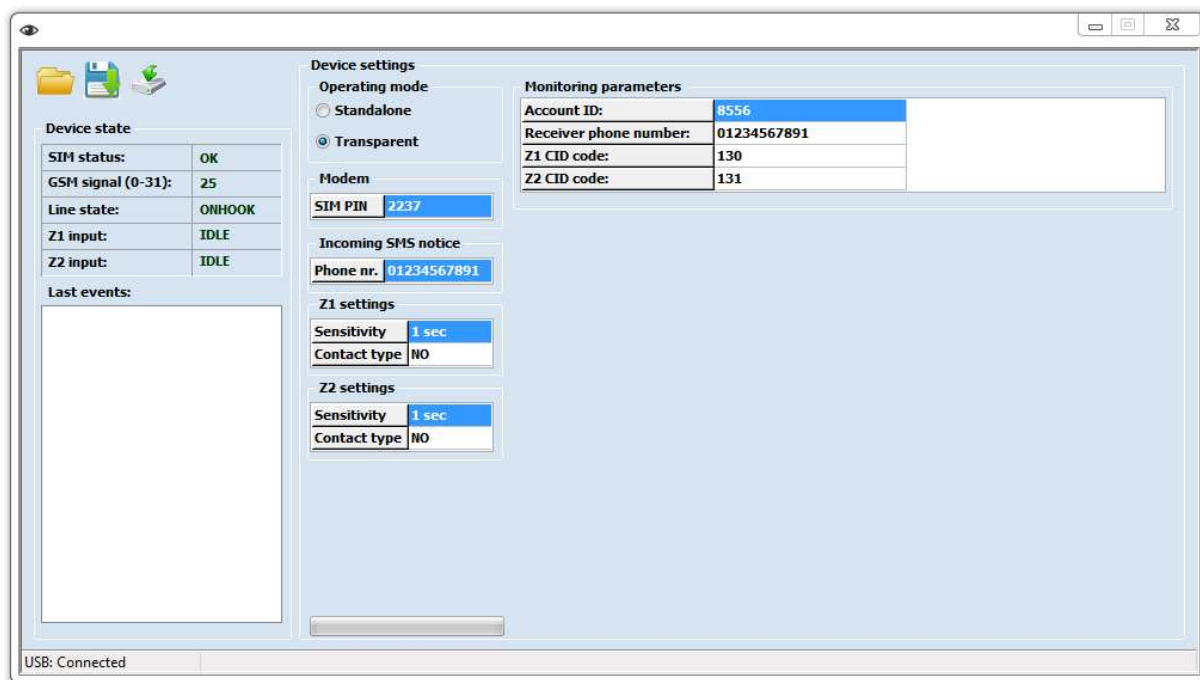 Device state
SIM status: OK
GSM signal (0-31): 25
Line state: ONHOOK
Z1 input: IDLE
Z2 input: IDLE
Last events:
Device settings
Operating mode
Standalone
Transparent
Modem
SIM PIN 2237
Incoming SMS notice
Phone nr. 01234567891
Z1 settings
Sensitivity 1 sec
Contact type NO
Z2 settings
Sensitivity 1 sec
Contact type NO
Monitoring parameters
Account ID: 8556
Receiver phone number: 01234567891
Z1 CID code: 130
Z2 CID code: 131
USB: Connected